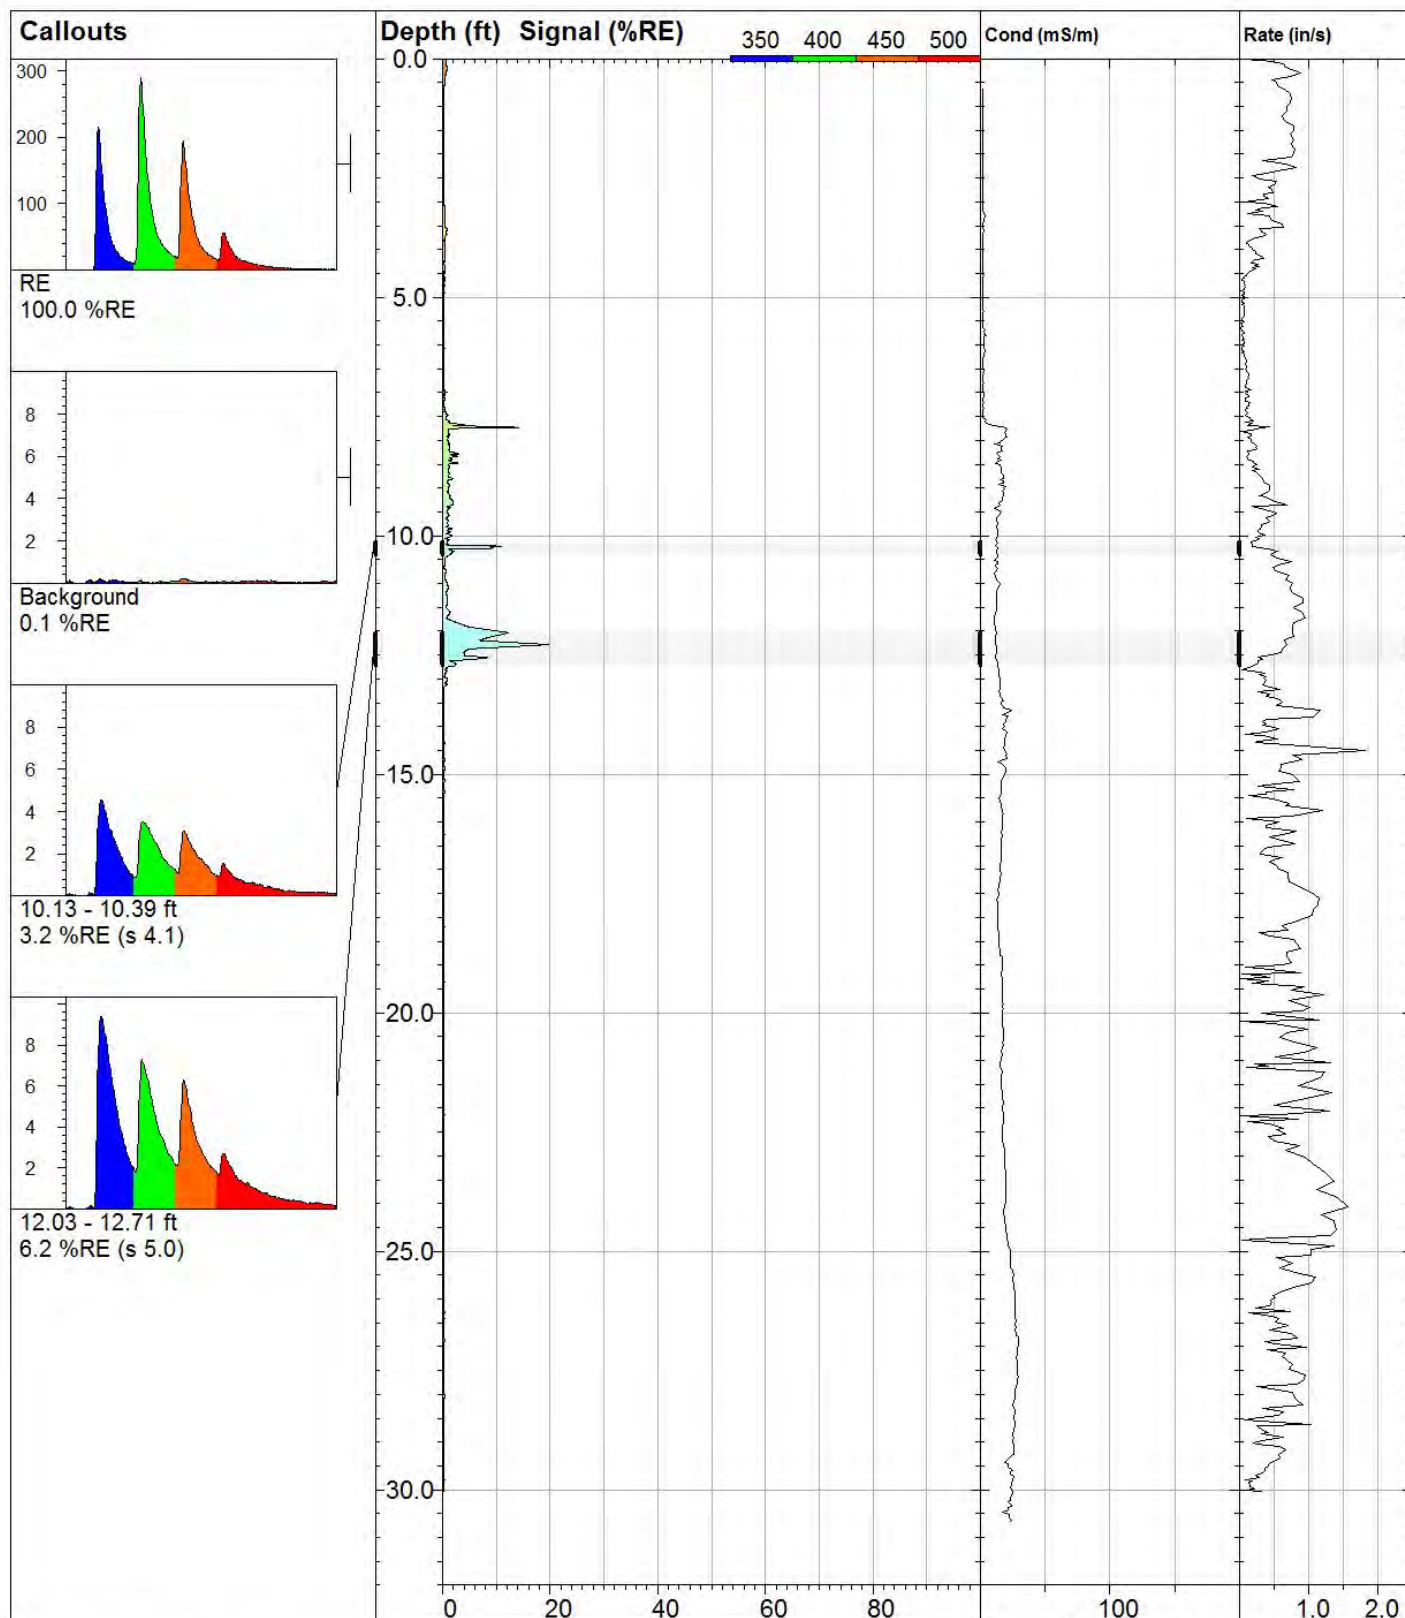 Callouts
Depth (ft) Signal (%RE)
350 400 450 500
Cond (mS/m)
Rate (in/s)
300
200
100
RE
100.0 %RE
8
6
4
2
Background
0.1 %RE
8
6
4
2
10.13 - 10.39 ft
3.2 %RE (s 4.1)
8
6
4
2
12.03 - 12.71 ft
6.2 %RE (s 5.0)
0.0
5.0
10.0
15.0
20.0
25.0
30.0
0 20 40 60 80
100
1.0 2.0